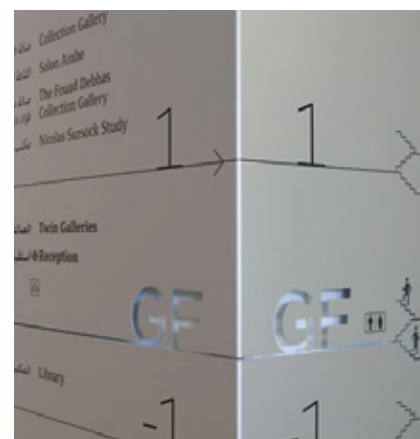 Collection Gallery
Salon Arabe
The Fouad Debbas
Collection Gallery
Nicolas Sursock Study
1
1
Twin Galleries
Reception
GF
GF
Library
-1
-1